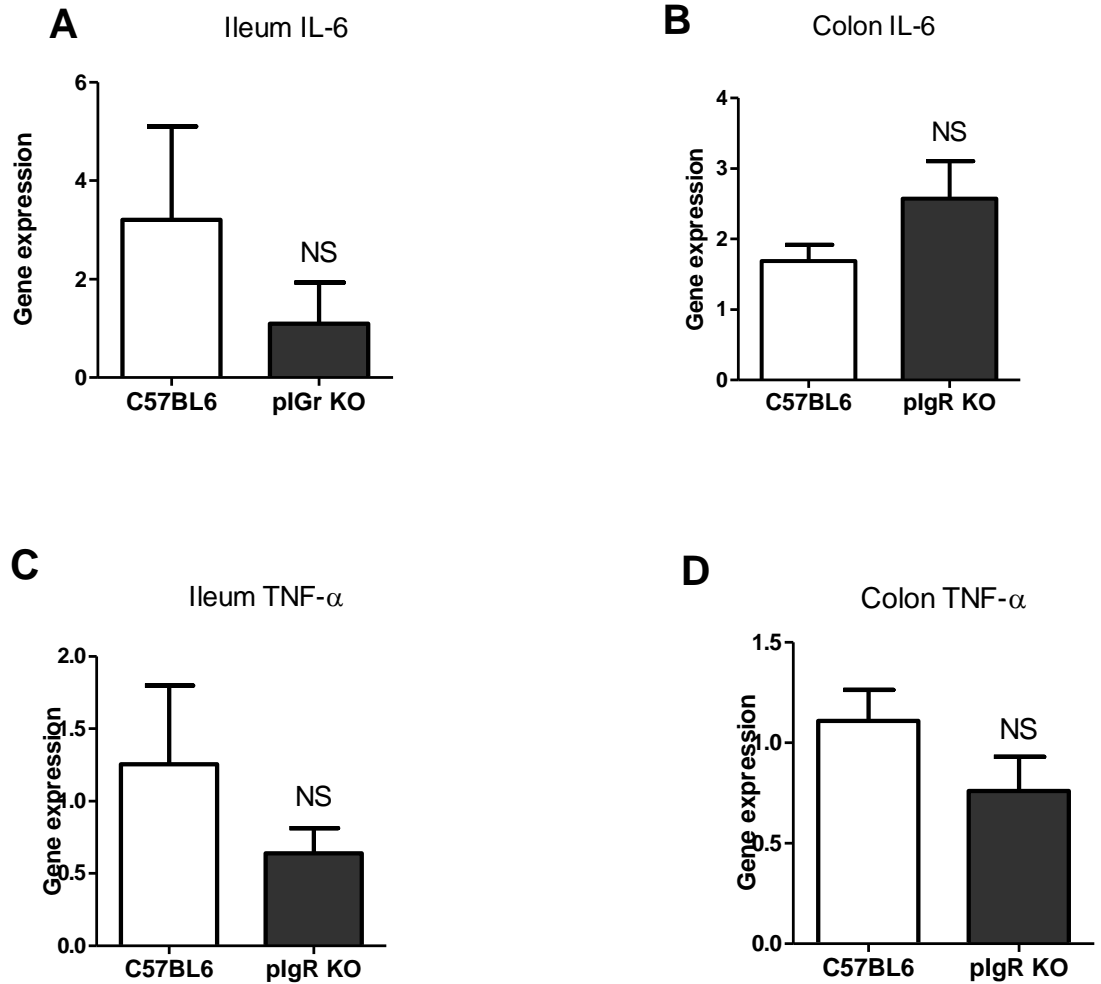 A
Ileum IL-6
Gene expression
6
4
2
0
NS
C57BL6
pIGr KO
B
Colon IL-6
Gene expression
4
3
2
1
0
NS
C57BL6
pIgR KO
C
Ileum TNF-α
Gene expression
2.0
1.5
1.0
0.5
0.0
NS
C57BL6
pIgR KO
D
Colon TNF-α
Gene expression
1.5
1.0
0.5
0.0
NS
C57BL6
pIgR KO